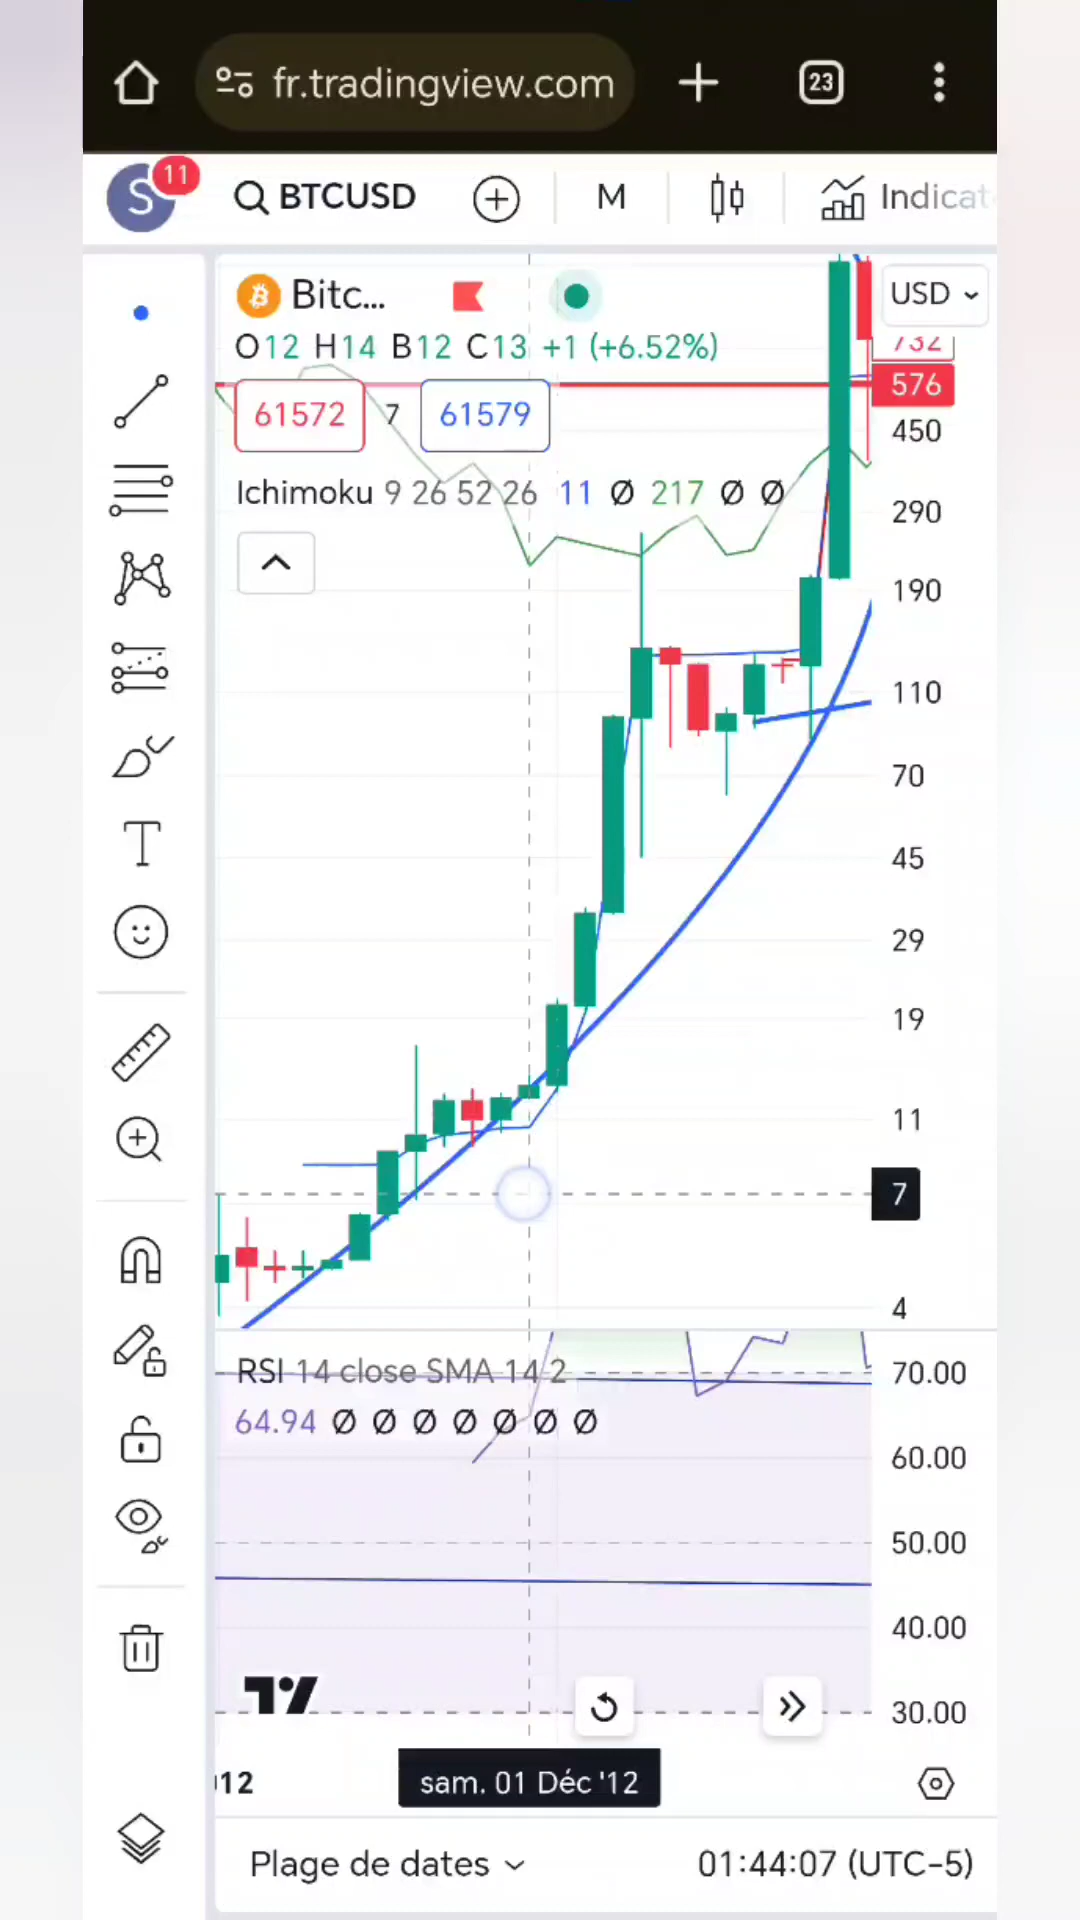 fr.tradingview.com
23
S
11
BTCUSD
M
Indicat
Bitc...
USD
O12 H14 B12 C13 +1 (+6.52%)
732
576
61572
7
61579
450
Ichimoku 9 26 52 26 11 Ø 217 Ø Ø
290
190
110
70
45
29
19
11
7
4
RSI 14 close SMA 14 2
70.00
64.94 Ø Ø Ø Ø Ø Ø Ø
60.00
50.00
40.00
30.00
12
sam. 01 Déc '12
Plage de dates
01:44:07 (UTC-5)